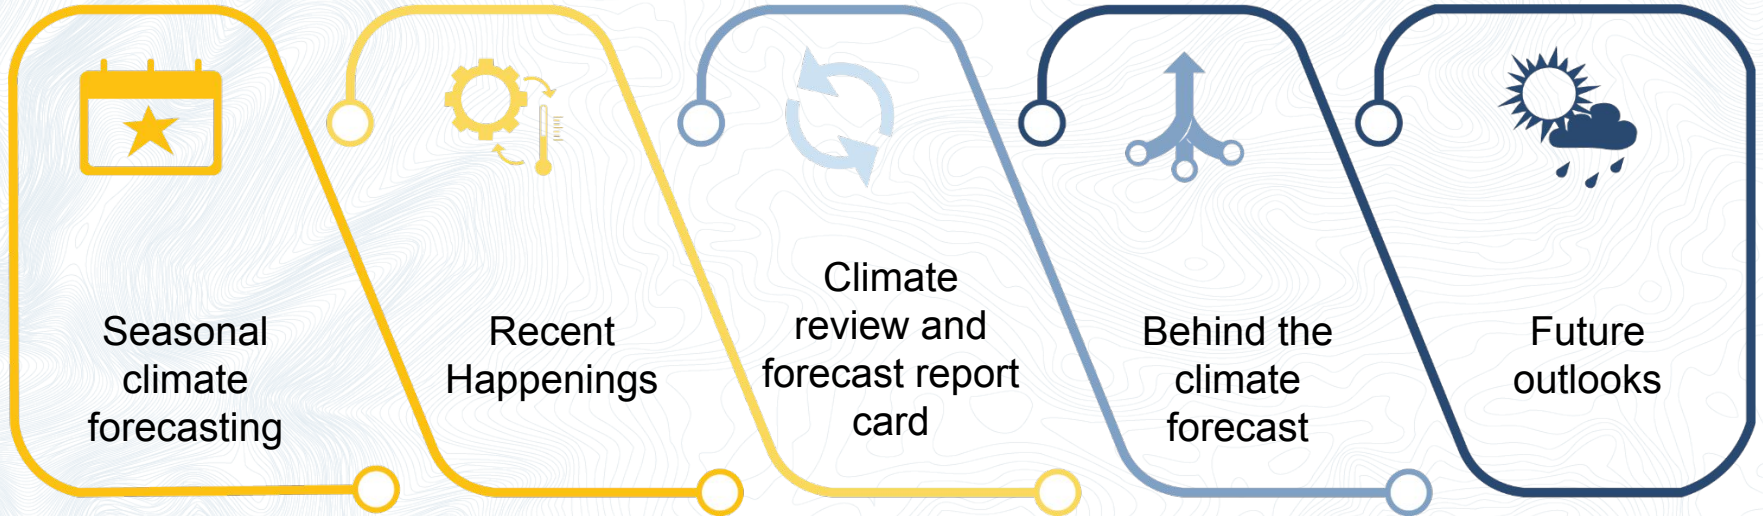 Seasonal
climate
forecasting
Recent
Happenings
Climate
review and
forecast report
card
Behind the
climate
forecast
Future
outlooks